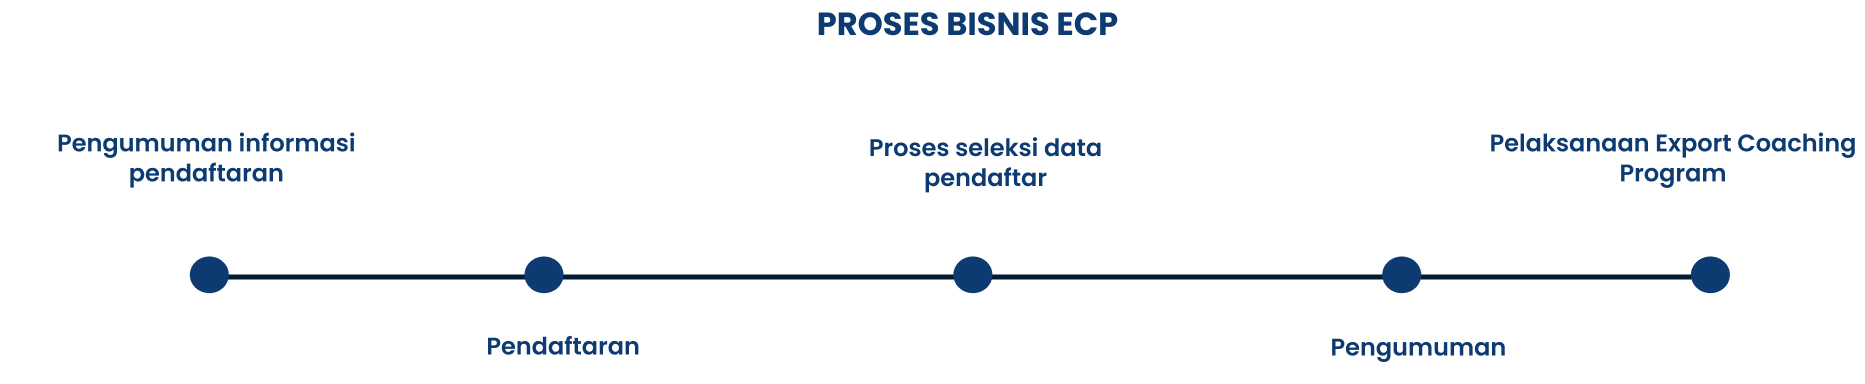 PROSES BISNIS ECP
Pengumuman informasi
pendaftaran
Pendaftaran
Proses seleksi data
pendaftar
Pengumuman
Pelaksanaan Export Coaching
Program